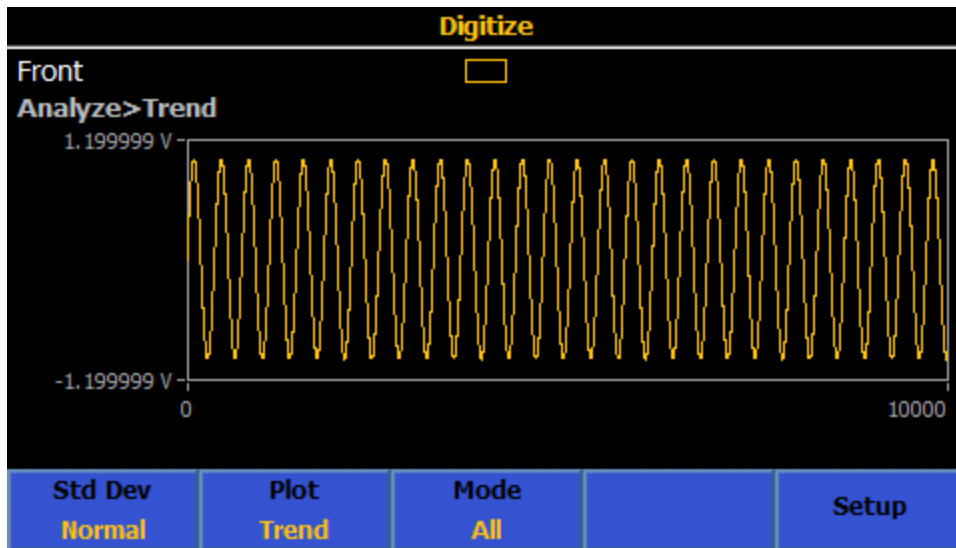 Digitize
Front
Analyze>Trend
1.199999 V
-1.199999 V
0 10000
Std Dev Plot Mode Setup
Normal Trend All